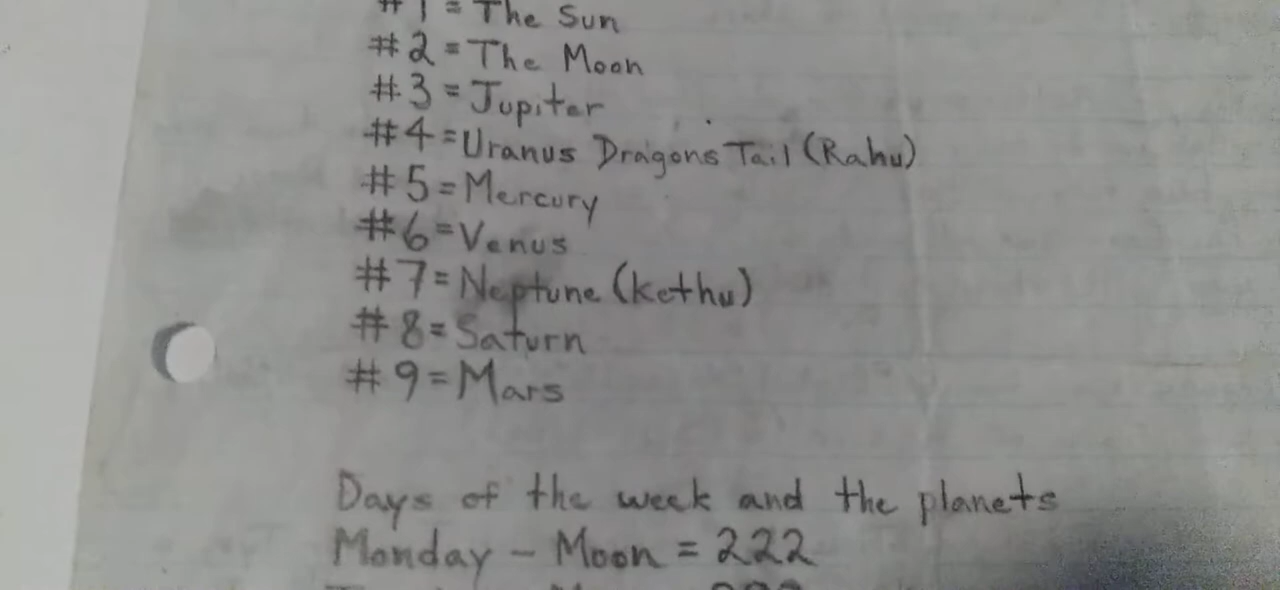 # 1 = The Sun
# 2 = The Moon
# 3 = Jupiter
# 4 = Uranus Dragons Tail (Rahu)
# 5 = Mercury
# 6 = Venus
# 7 = Neptune (kethu)
# 8 = Saturn
# 9 = Mars
Days of the week and the planets
Monday - Moon = 222